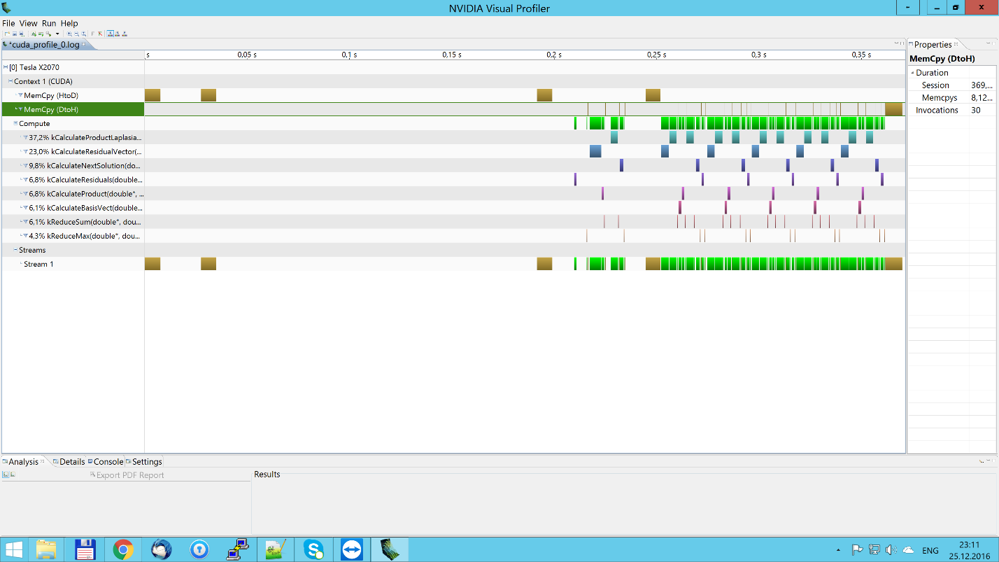 NVIDIA Visual Profiler
File View Run Help
*cuda_profile_0.log
Properties
s 0,05 s 0,1 s 0,15 s 0,2 s 0,25 s 0,3 s 0,35 s
MemCpy (DtoH)
[0] Tesla X2070
Duration
Context 1 (CUDA)
Session 369,...
MemCpy (HtoD)
Memcpys 8,12...
MemCpy (DtoH)
Invocations 30
Compute
37,2% kCalculateProductLaplasia...
23,0% kCalculateResidualVector(...
9,8% kCalculateNextSolution(do...
6,8% kCalculateResiduals(double...
6,8% kCalculateProduct(double*, ...
6,1% kCalculateBasisVect(double...
6,1% kReduceSum(double*, dou...
4,3% kReduceMax(double*, dou...
Streams
Stream 1
Analysis Details Console Settings
Export PDF Report
Results
ENG
23:11
25.12.2016